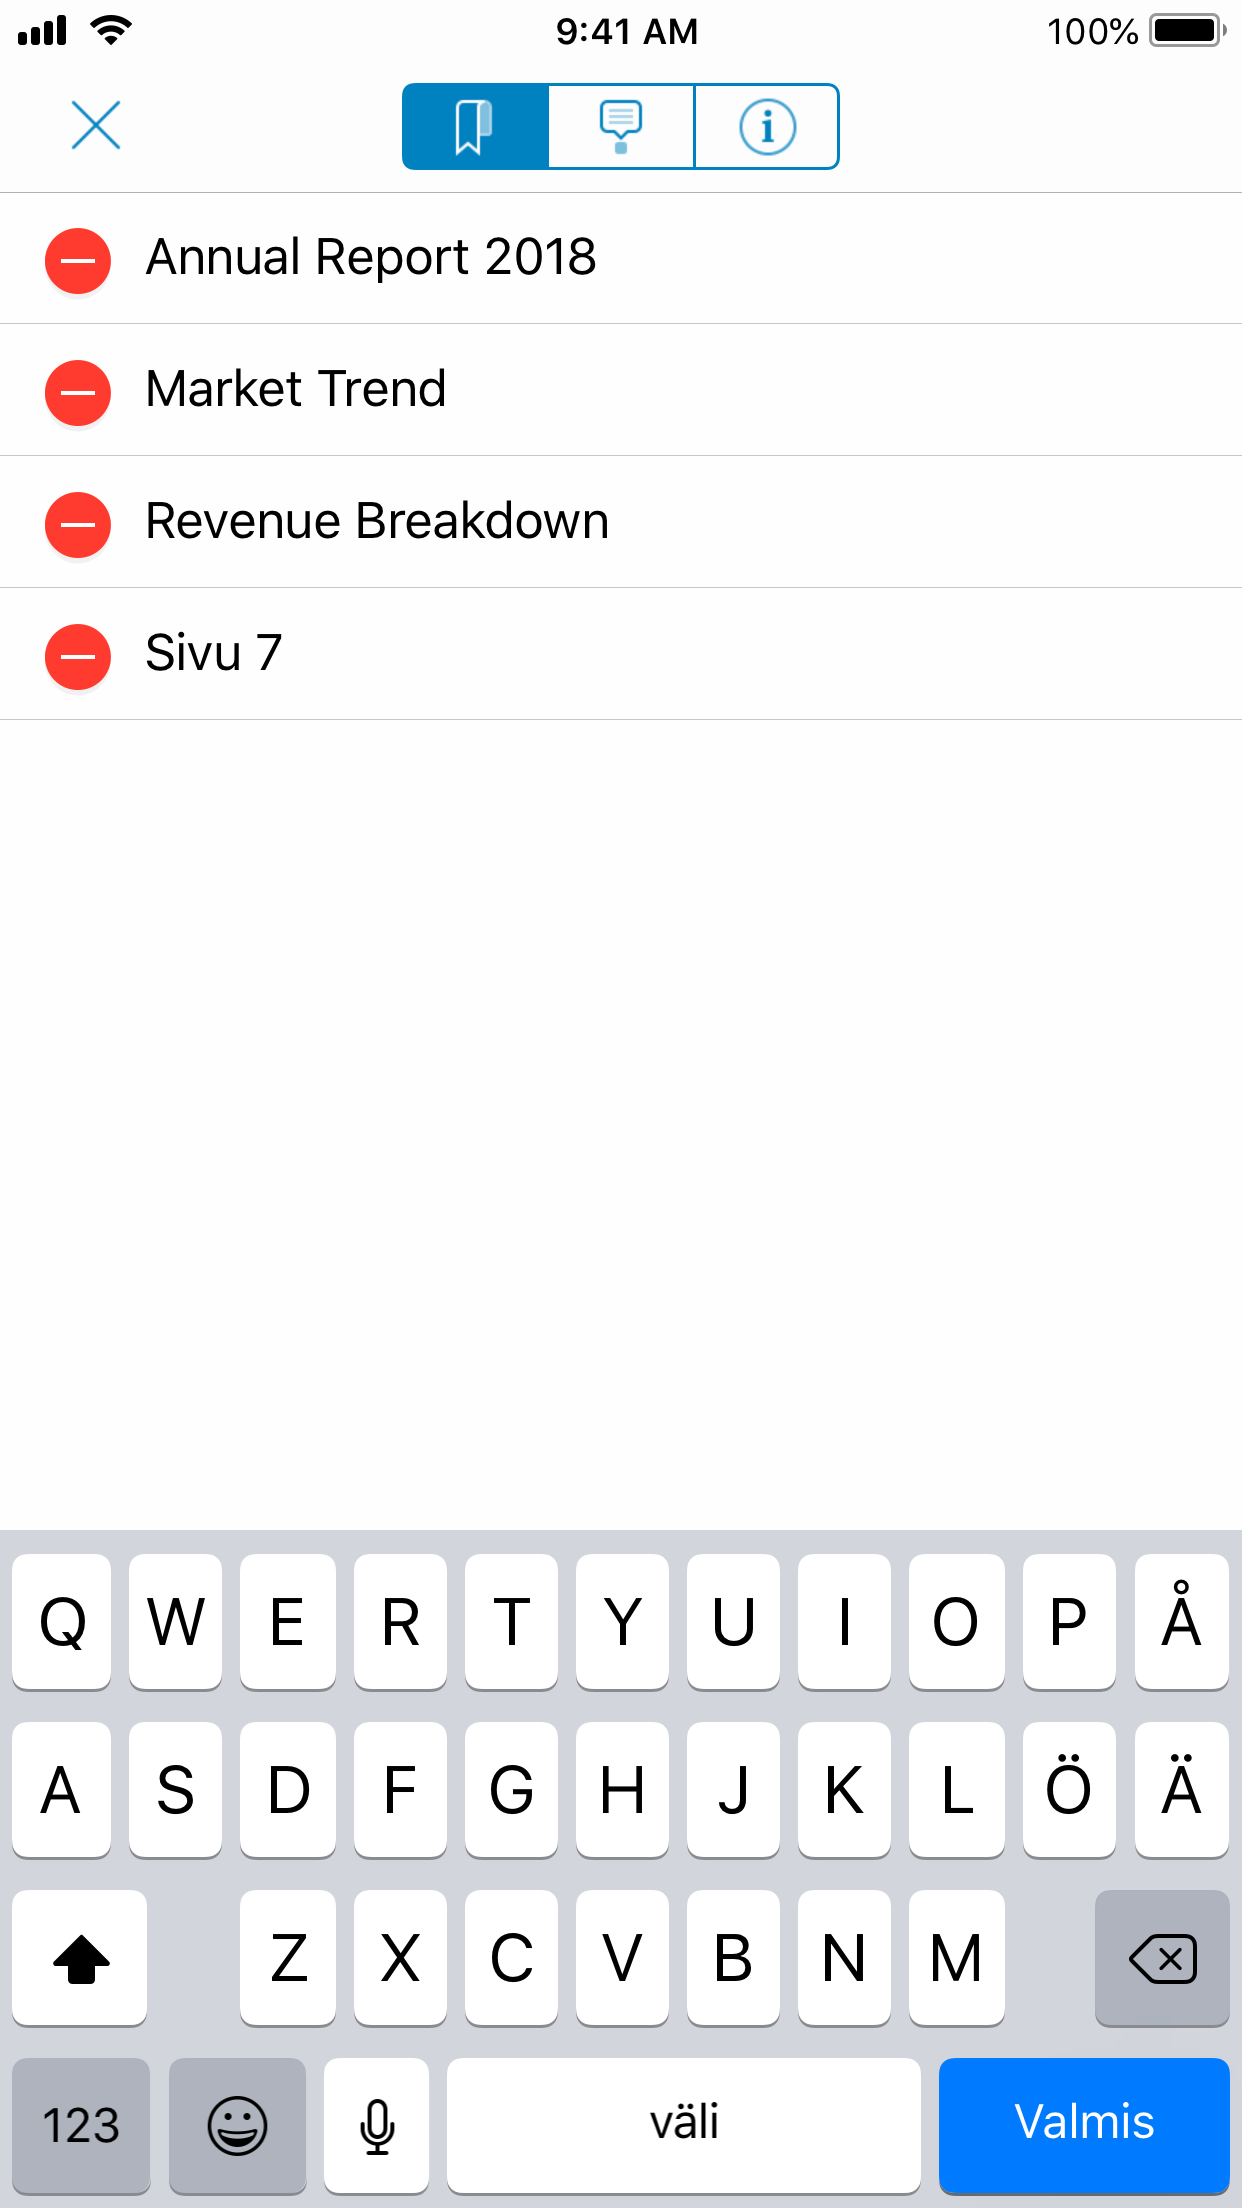 9:41 AM
100%
Annual Report 2018
Market Trend
Revenue Breakdown
Sivu 7
Q W E R T Y U I O P Å
A S D F G H J K L Ö Ä
Z X C V B N M
123 väli Valmis